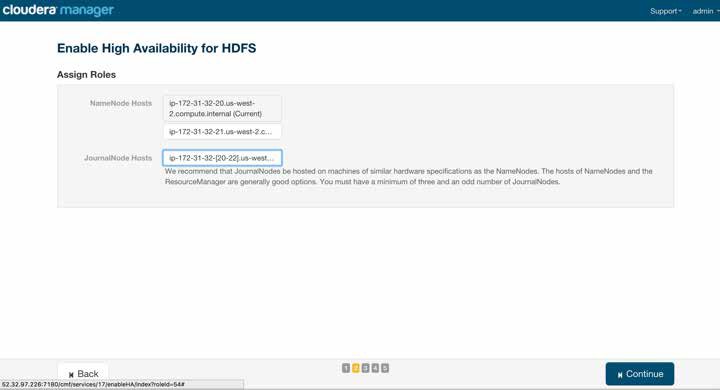 cloudera manager
Support
admin
Enable High Availability for HDFS
Assign Roles
NameNode Hosts
ip-172-31-32-20.us-west-
2.compute.internal (Current)
ip-172-31-32-21.us-west-2.c...
JournalNode Hosts
ip-172-31-32-[20-22].us-west...
We recommend that JournalNodes be hosted on machines of similar hardware specifications as the NameNodes. The hosts of NameNodes and the
ResourceManager are generally good options. You must have a minimum of three and an odd number of JournalNodes.
Back
1 2 3 4 5
Continue
52.32.97.226:7180/cmf/services/17/enableHA/index?roleId=54#